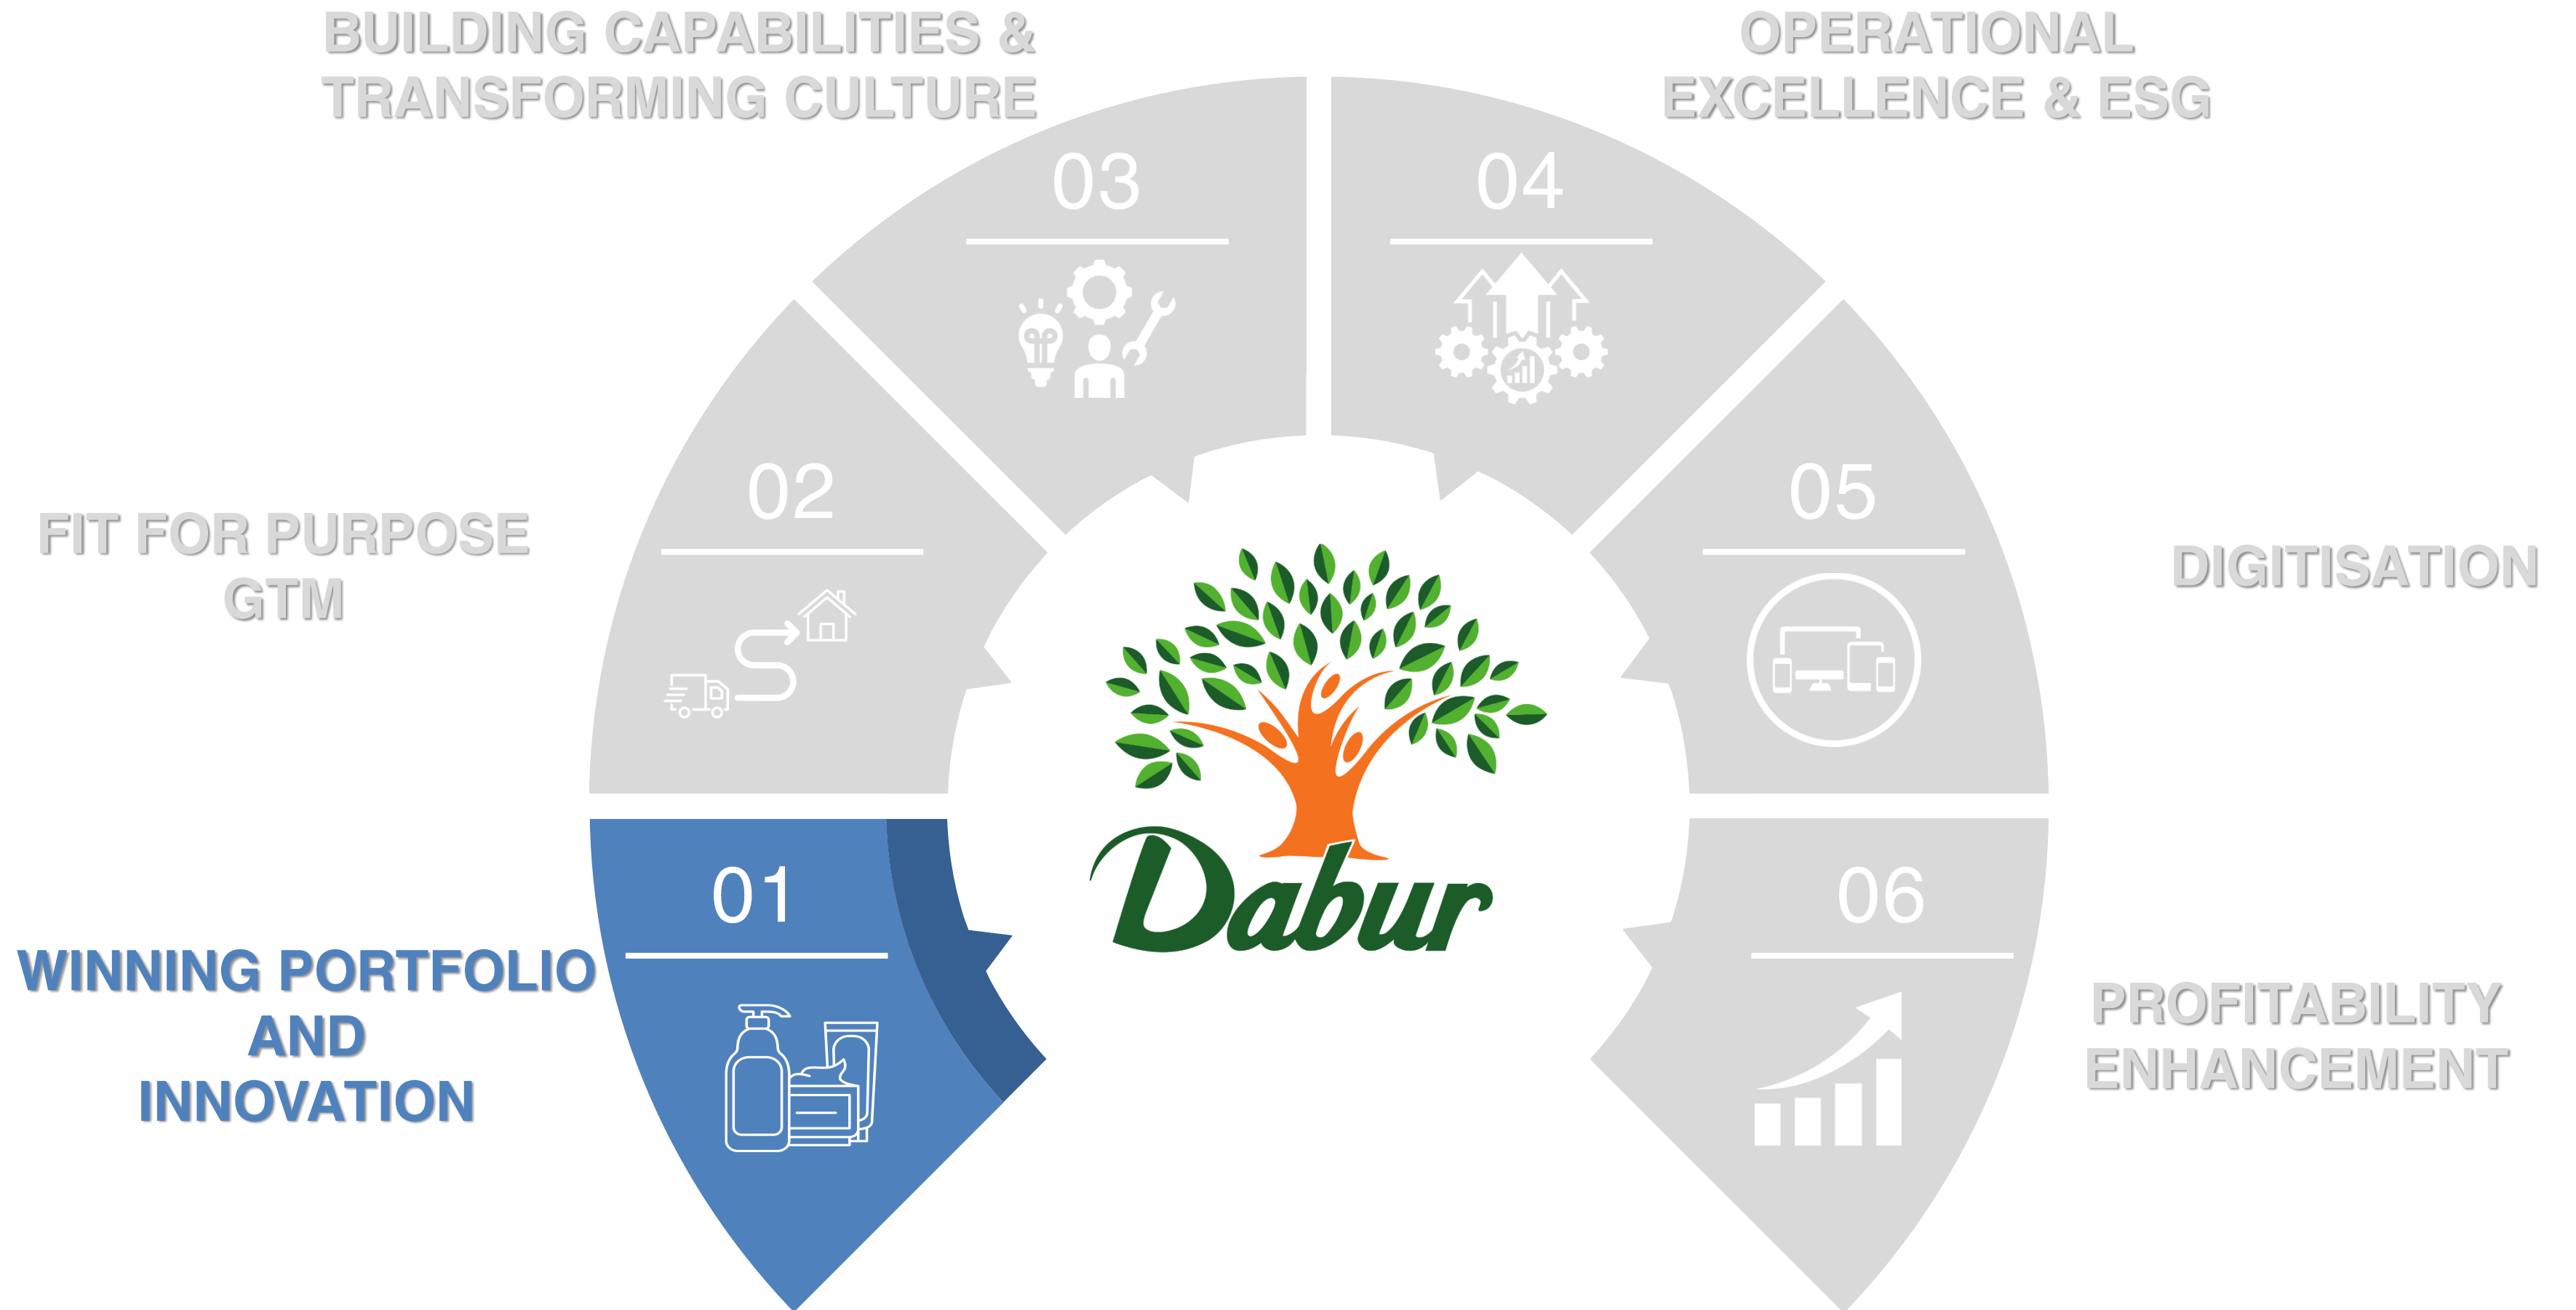 BUILDING CAPABILITIES &
TRANSFORMING CULTURE
OPERATIONAL
EXCELLENCE & ESG
03
04
02
05
FIT FOR PURPOSE
GTM
DIGITISATION
Dabur
01
06
WINNING PORTFOLIO
AND
INNOVATION
PROFITABILITY
ENHANCEMENT